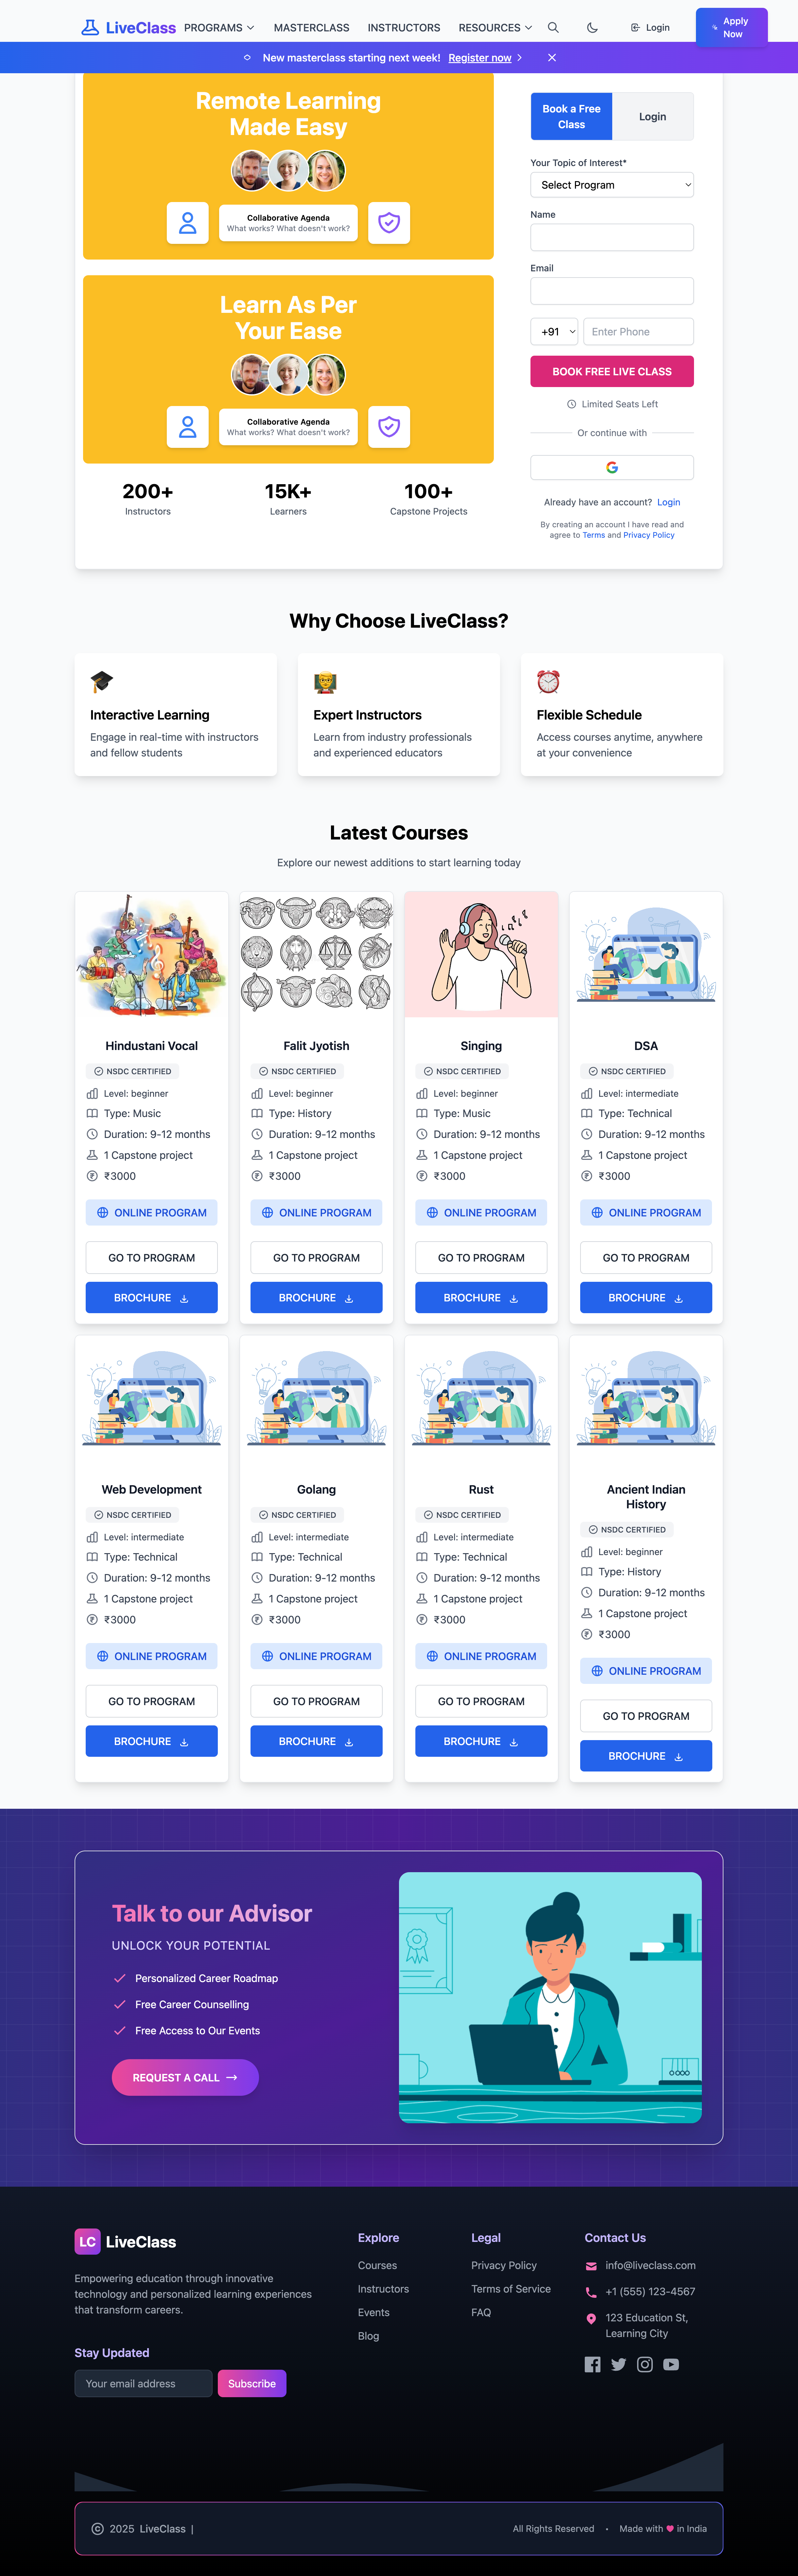 LiveClass
PROGRAMS
MASTERCLASS
INSTRUCTORS
RESOURCES
Login
Apply
Now
New masterclass starting next week! Register now
Remote Learning
Made Easy
Collaborative Agenda
What works? What doesn't work?
Learn As Per
Your Ease
Collaborative Agenda
What works? What doesn't work?
200+
Instructors
15K+
Learners
100+
Capstone Projects
Book a Free
Class
Login
Your Topic of Interest*
Select Program
Name
Email
+91
Enter Phone
BOOK FREE LIVE CLASS
Limited Seats Left
Or continue with
Already have an account? Login
By creating an account I have read and
agree to Terms and Privacy Policy
Why Choose LiveClass?
Interactive Learning
Engage in real-time with instructors
and fellow students
Expert Instructors
Learn from industry professionals
and experienced educators
Flexible Schedule
Access courses anytime, anywhere
at your convenience
Latest Courses
Explore our newest additions to start learning today
Hindustani Vocal
NSDC CERTIFIED
Level: beginner
Type: Music
Duration: 9-12 months
1 Capstone project
₹3000
ONLINE PROGRAM
GO TO PROGRAM
BROCHURE
Falit Jyotish
NSDC CERTIFIED
Level: beginner
Type: History
Duration: 9-12 months
1 Capstone project
₹3000
ONLINE PROGRAM
GO TO PROGRAM
BROCHURE
Singing
NSDC CERTIFIED
Level: beginner
Type: Music
Duration: 9-12 months
1 Capstone project
₹3000
ONLINE PROGRAM
GO TO PROGRAM
BROCHURE
DSA
NSDC CERTIFIED
Level: intermediate
Type: Technical
Duration: 9-12 months
1 Capstone project
₹3000
ONLINE PROGRAM
GO TO PROGRAM
BROCHURE
Web Development
NSDC CERTIFIED
Level: intermediate
Type: Technical
Duration: 9-12 months
1 Capstone project
₹3000
ONLINE PROGRAM
GO TO PROGRAM
BROCHURE
Golang
NSDC CERTIFIED
Level: intermediate
Type: Technical
Duration: 9-12 months
1 Capstone project
₹3000
ONLINE PROGRAM
GO TO PROGRAM
BROCHURE
Rust
NSDC CERTIFIED
Level: intermediate
Type: Technical
Duration: 9-12 months
1 Capstone project
₹3000
ONLINE PROGRAM
GO TO PROGRAM
BROCHURE
Ancient Indian
History
NSDC CERTIFIED
Level: beginner
Type: History
Duration: 9-12 months
1 Capstone project
₹3000
ONLINE PROGRAM
GO TO PROGRAM
BROCHURE
Talk to our Advisor
UNLOCK YOUR POTENTIAL
Personalized Career Roadmap
Free Career Counselling
Free Access to Our Events
REQUEST A CALL
LC LiveClass
Empowering education through innovative
technology and personalized learning experiences
that transform careers.
Stay Updated
Your email address
Subscribe
Explore
Courses
Instructors
Events
Blog
Legal
Privacy Policy
Terms of Service
FAQ
Contact Us
info@liveclass.com
+1 (555) 123-4567
123 Education St,
Learning City
© 2025 LiveClass |
All Rights Reserved • Made with ♥ in India